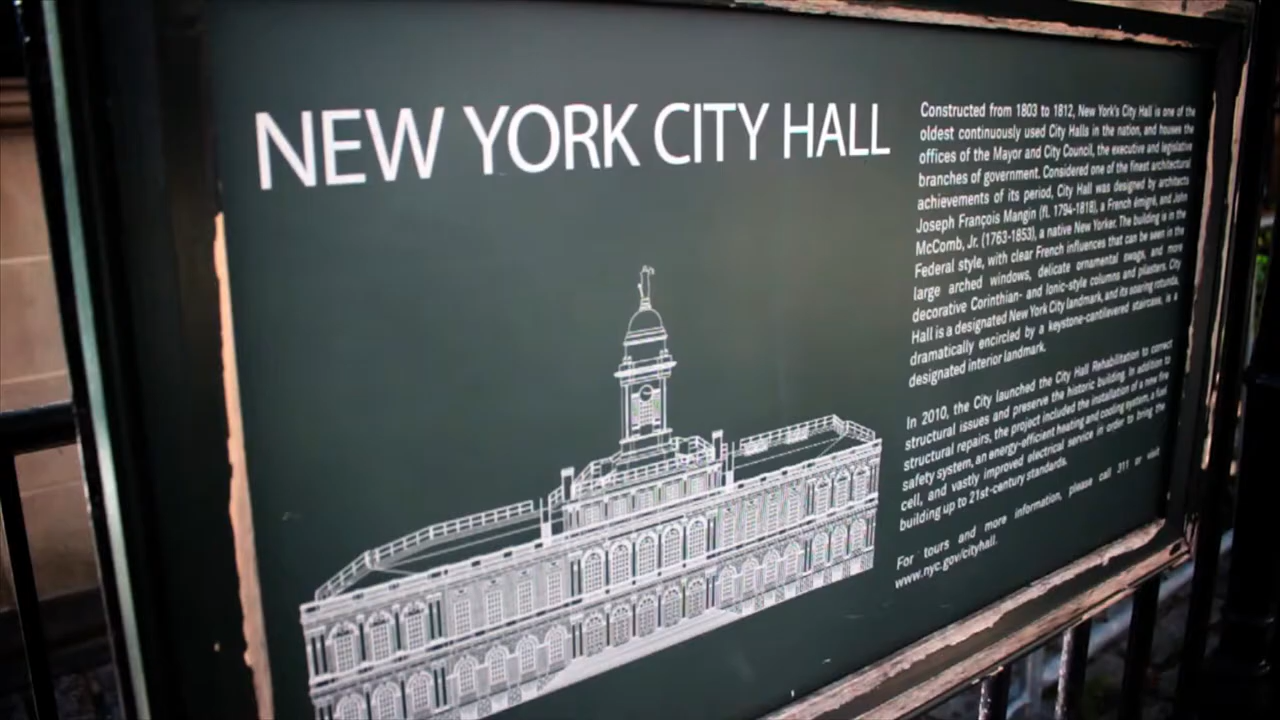 NEW YORK CITY HALL
Constructed from 1803 to 1812, New York's City Hall is one of the
oldest continuously used City Halls in the nation, and houses the
offices of the Mayor and City Council, the executive and legislative
branches of government. Considered one of the finest architectural
achievements of its period, City Hall was designed by architects
Joseph François Mangin (fl. 1794-1818), a French émigré, and John
McComb, Jr. (1763-1853), a native New Yorker. The building is in the
Federal style, with clear French influences that can be seen in the
large arched windows, delicate ornamental swags, and more
decorative Corinthian- and Ionic-style columns and pilasters. City
Hall is a designated New York City landmark, and its soaring rotunda,
dramatically encircled by a keystone-cantilevered staircase, is a
designated interior landmark.
In 2010, the City launched the City Hall Rehabilitation to correct
structural issues and preserve the historic building. In addition to
structural repairs, the project included the installation of a new fire
safety system, an energy-efficient heating and cooling system, a fuel
cell, and vastly improved electrical service in order to bring the
building up to 21st-century standards.
For tours and more information, please call 311 or visit
www.nyc.gov/cityhall.